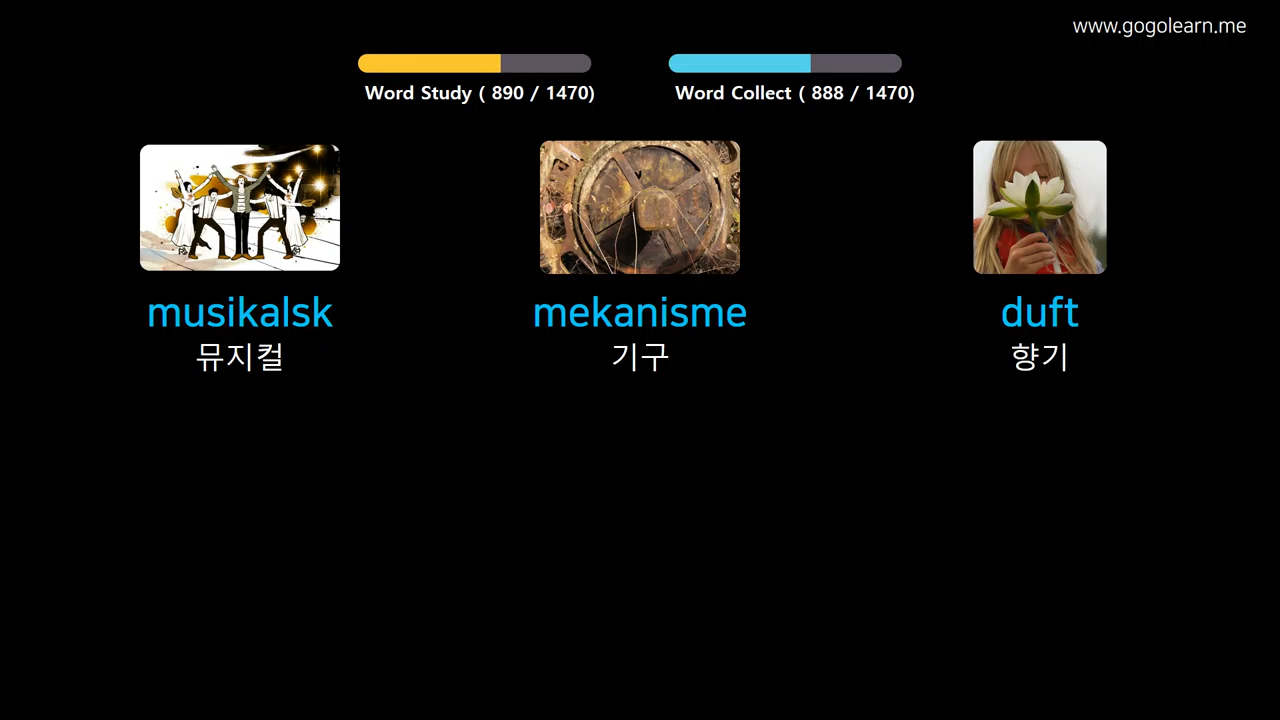 www.gogolearn.me
Word Study ( 890 / 1470)
Word Collect ( 888 / 1470)
musikalsk
mekanisme
duft
뮤지컬
기구
향기